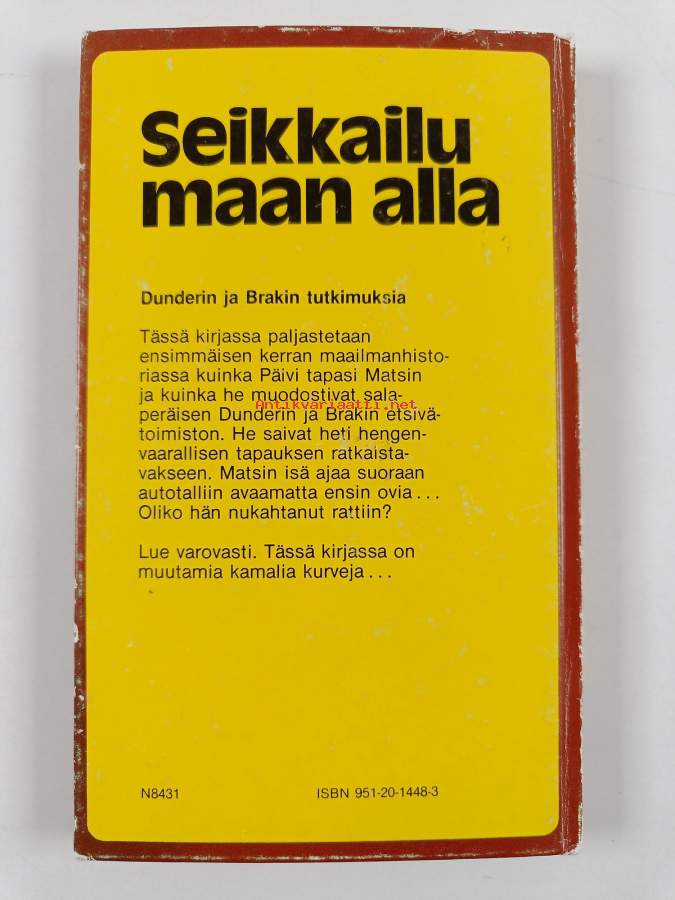 Seikkailu
maan alla
Dunderin ja Brakin tutkimuksia
Tässä kirjassa paljastetaan
ensimmäisen kerran maailmanhisto-
riassa kuinka Päivi tapasi Matsin
ja kuinka he muodostivat sala-
Antikvariaatti.net
peräisen Dunderin ja Brakin etsivä-
toimiston. He saivat heti hengen-
vaarallisen tapauksen ratkaista-
vakseen. Matsin isä ajaa suoraan
autotalliin avaamatta ensin ovia...
Oliko hän nukahtanut rattiin?
Lue varovasti. Tässä kirjassa on
muutamia kamalia kurveja...
N8431 ISBN 951-20-1448-3